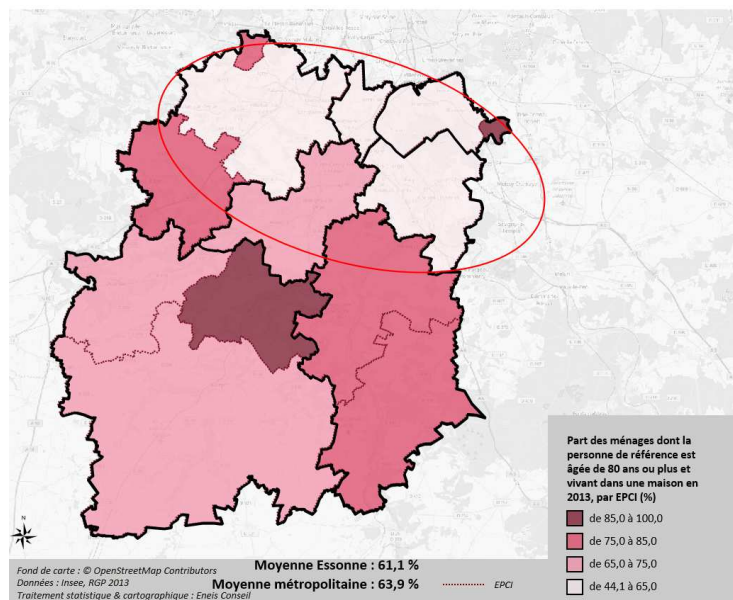 Part des ménages dont la
personne de référence est
âgée de 80 ans ou plus et
vivant dans une maison en
2013, par EPCI (%)
de 85,0 à 100,0
de 75,0 à 85,0
de 65,0 à 75,0
de 44,1 à 65,0
N
Fond de carte : © OpenStreetMap Contributors
Données : Insee, RGP 2013
Traitement statistique & cartographique : Eneis Conseil
Moyenne Essonne : 61,1 %
Moyenne métropolitaine : 63,9 %
EPCI